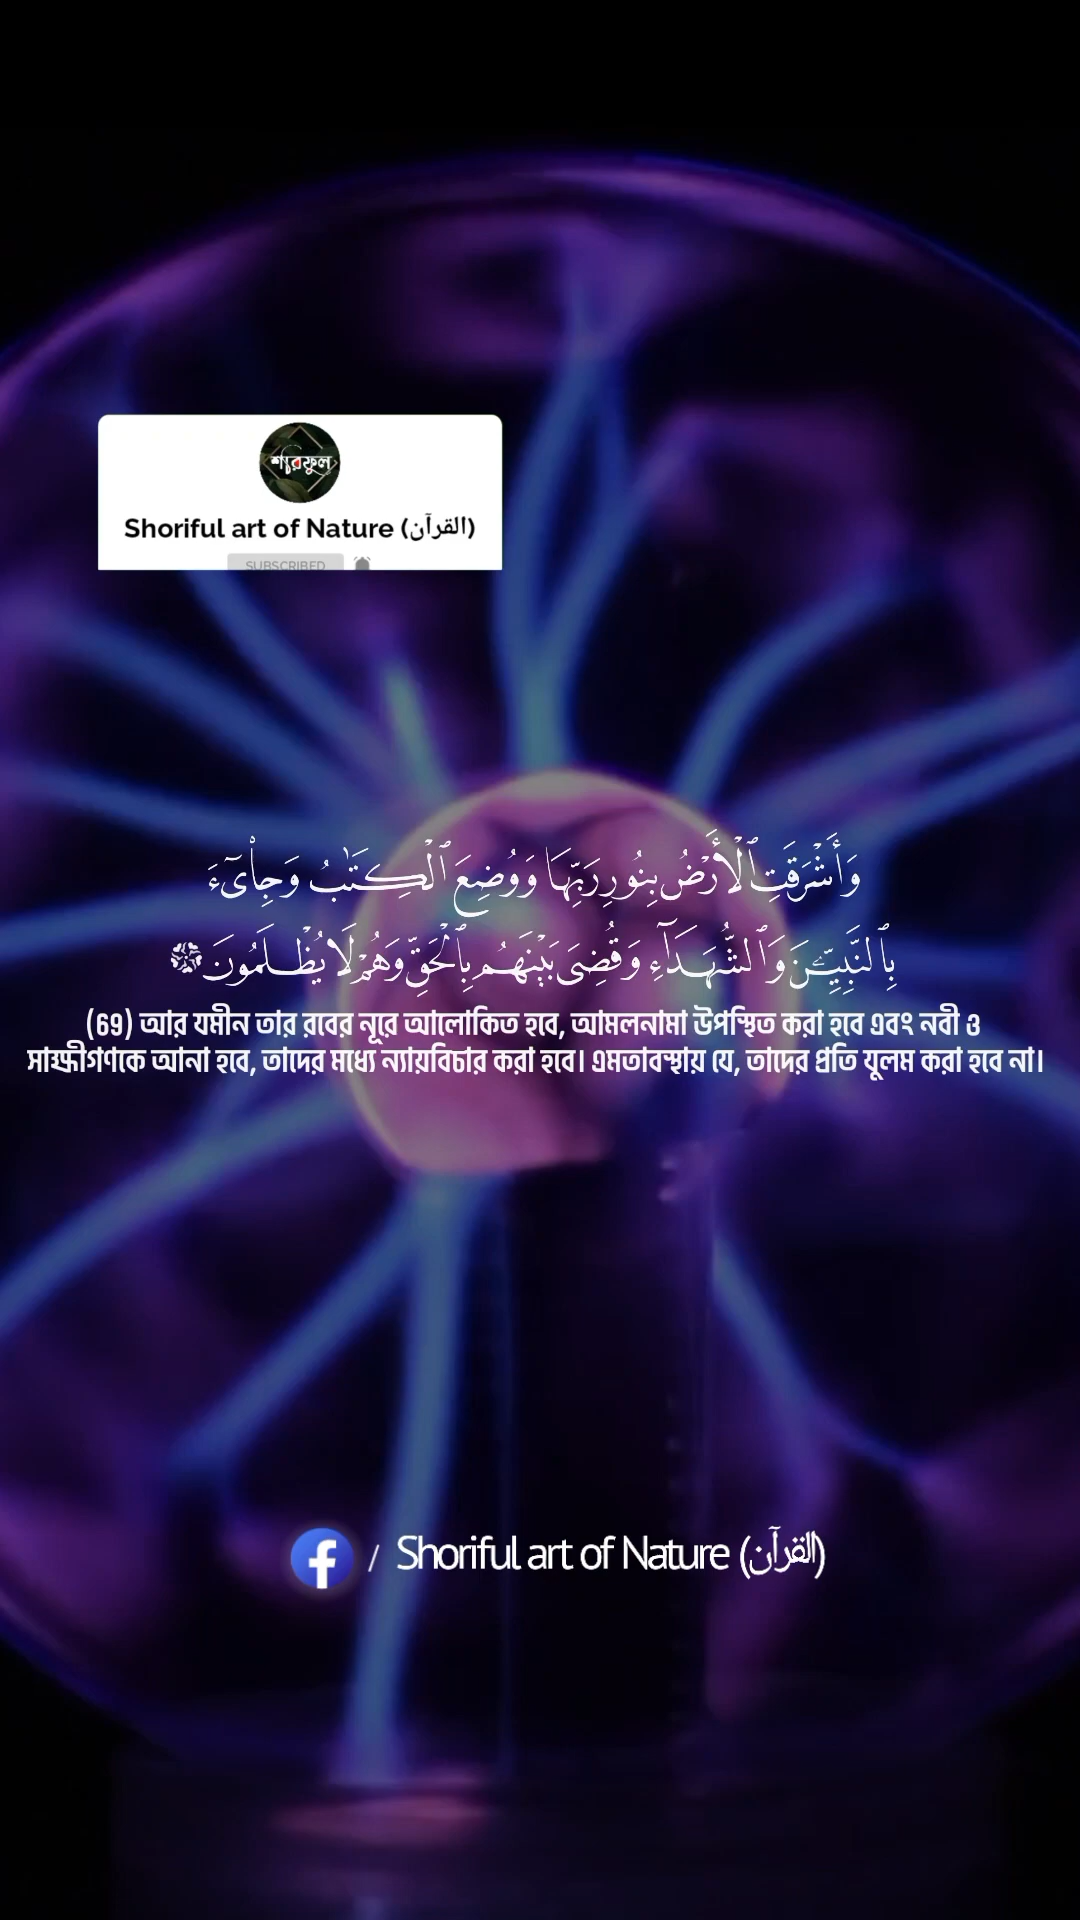 শরিফুল
Shoriful art of Nature (القرآن)
SUBSCRIBED
وَأَشْرَقَتِ ٱلْأَرْضُ بِنُورِ رَبِّهَا وَوُضِعَ ٱلْكِتَٰبُ وَجِا۟ىٓءَ
بِٱلنَّبِيِّۦنَ وَٱلشُّهَدَآءِ وَقُضِىَ بَيْنَهُم بِٱلْحَقِّ وَهُمْ لَا يُظْلَمُونَ
(69) আর যমীন তার রবের নূরে আলোকিত হবে, আমলনামা উপস্থিত করা হবে এবং নবী ও
সাক্ষীগণকে আনা হবে, তাদের মধ্যে ন্যায়বিচার করা হবে। এমতাবস্থায় যে, তাদের প্রতি যুলম করা হবে না।
f / Shoriful art of Nature (القرآن)